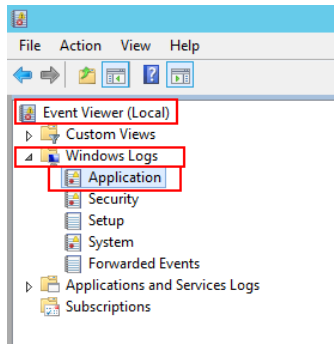 File Action View Help
Event Viewer (Local)
Custom Views
Windows Logs
Application
Security
Setup
System
Forwarded Events
Applications and Services Logs
Subscriptions